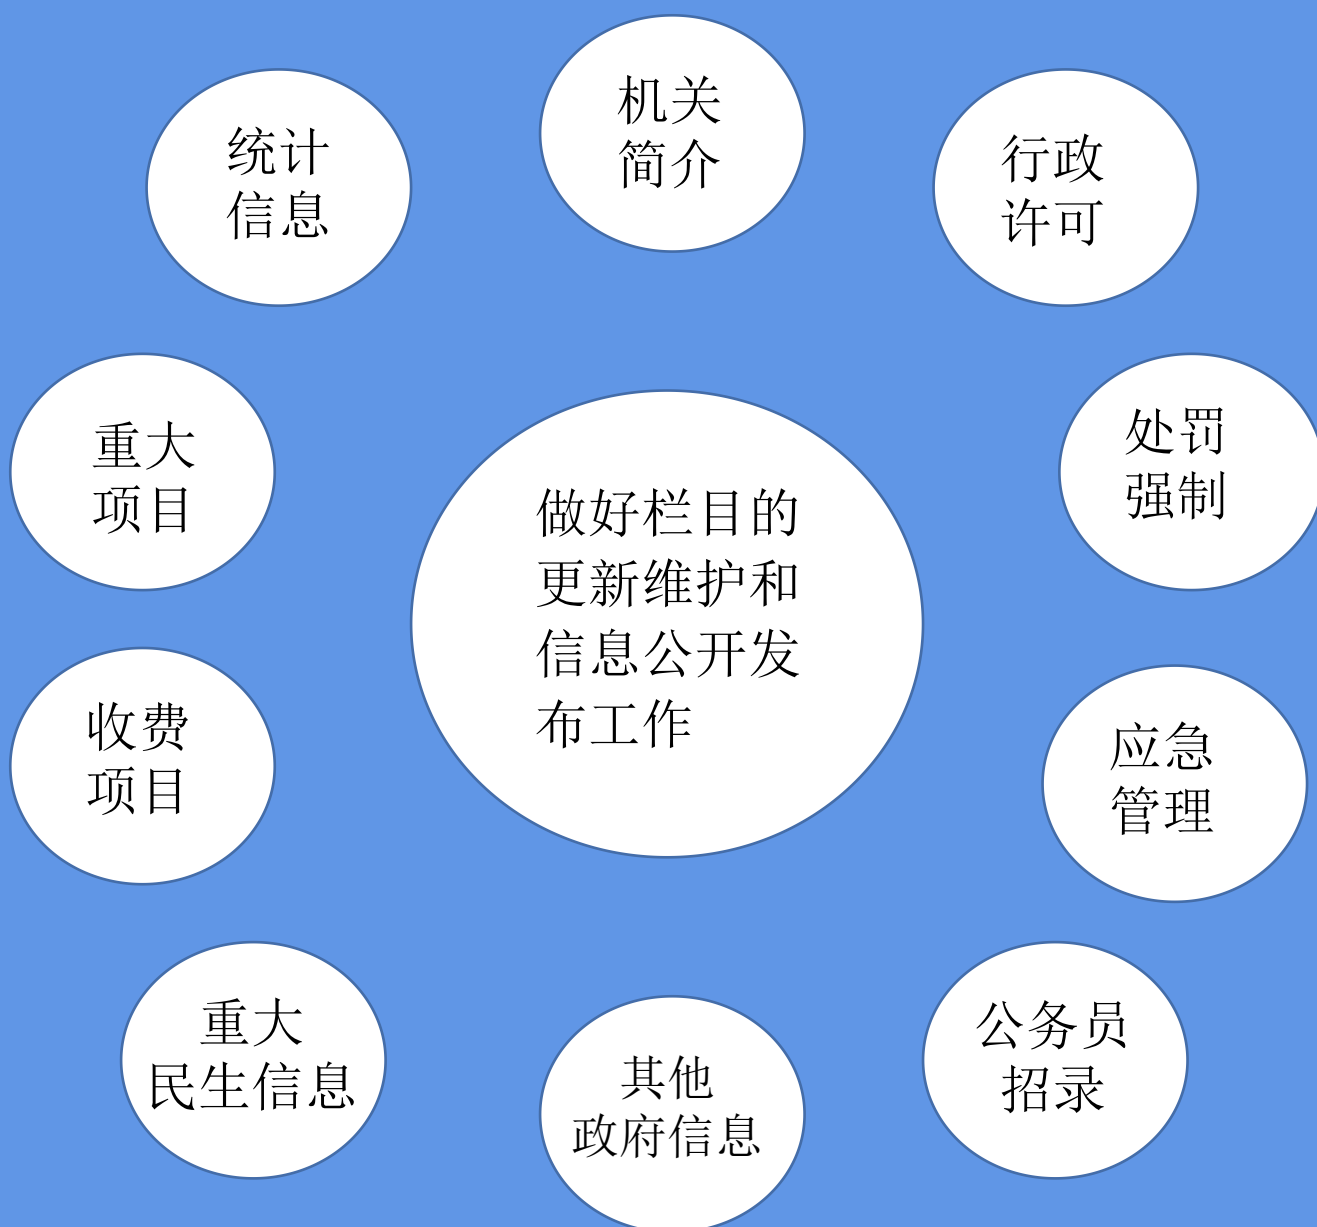 机关
简介
统计
信息
行政
许可
重大
项目
处罚
强制
做好栏目的
更新维护和
信息公开发
布工作
收费
项目
应急
管理
重大
民生信息
其他
政府信息
公务员
招录